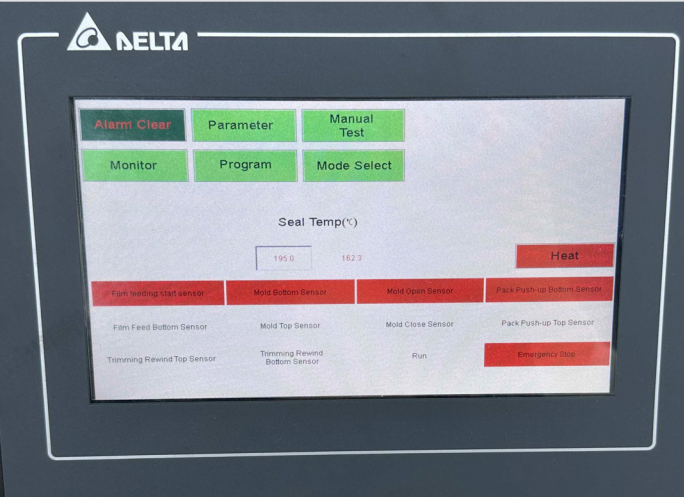 DELTA
Alarm Clear
Parameter
Manual
Test
Monitor
Program
Mode Select
Seal Temp(℃)
195.0
162.3
Heat
Film feeding start sensor
Mold Bottom Sensor
Mold Open Sensor
Pack Push-up Bottom Sensor
Film Feed Bottom Sensor
Mold Top Sensor
Mold Close Sensor
Pack Push-up Top Sensor
Trimming Rewind Top Sensor
Trimming Rewind
Bottom Sensor
Run
Emergency Stop